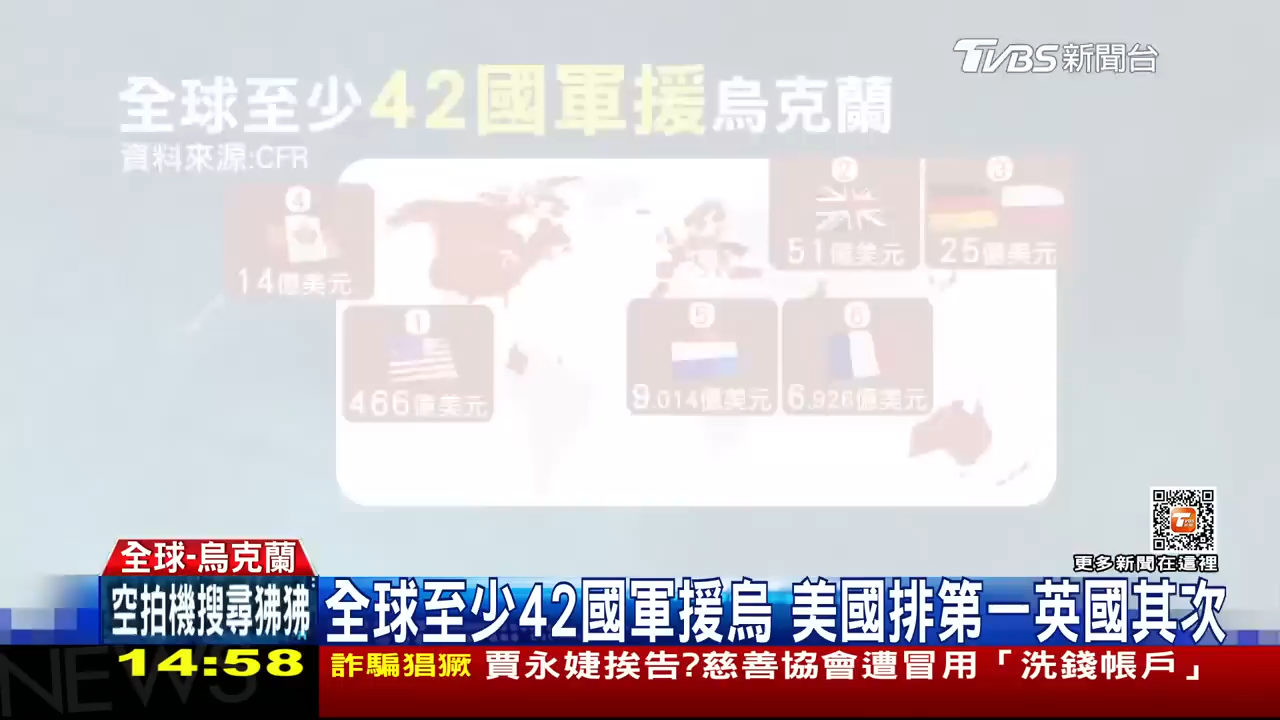 TVBS新聞台
全球至少42國軍援烏克蘭
資料來源:CFR
4
14億美元
1
466億美元
2
51億美元
3
25億美元
5
9.014億美元
6
6.926億美元
更多新聞在這裡
全球-烏克蘭
空拍機搜尋狒狒
全球至少42國軍援烏 美國排第一英國其次
NEWS
14:58
詐騙猖獗 賈永婕挨告?慈善協會遭冒用「洗錢帳戶」